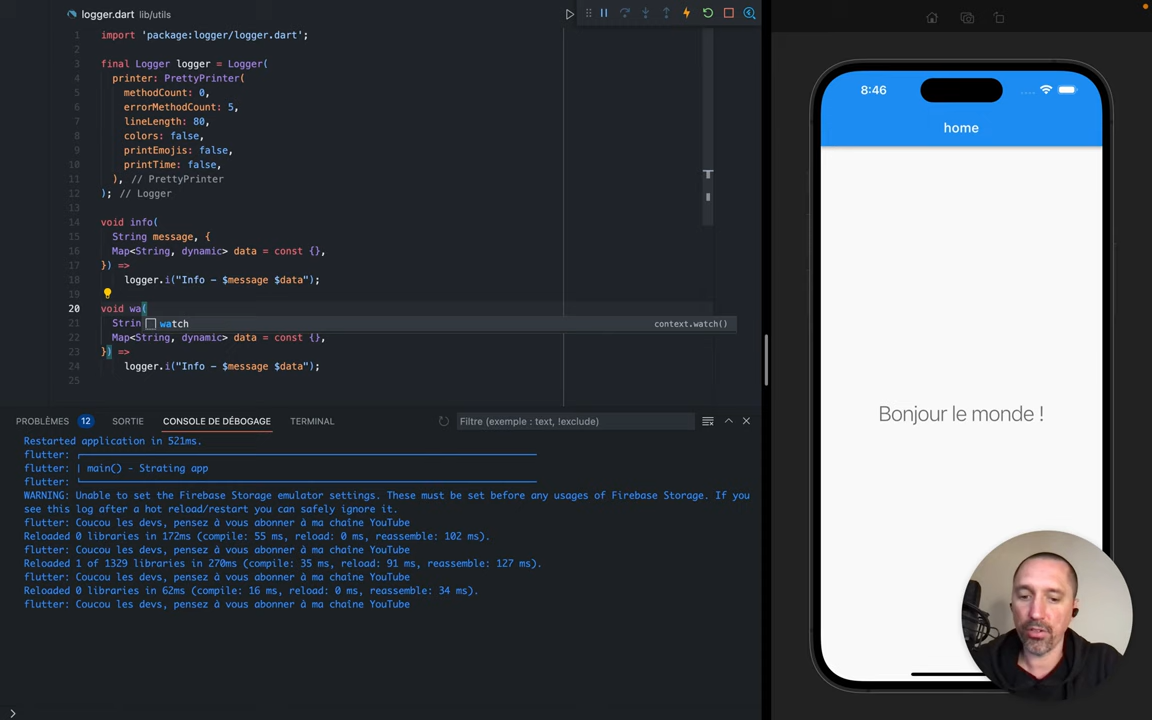 logger.dart lib/utils
1 import 'package:logger/logger.dart';
2
3 final Logger logger = Logger(
4 printer: PrettyPrinter(
5 methodCount: 0,
6 errorMethodCount: 5,
7 lineLength: 80,
8 colors: false,
9 printEmojis: false,
10 printTime: false,
11 ), // PrettyPrinter
12 ); // Logger
13
14 void info(
15 String message, {
16 Map<String, dynamic> data = const {},
17 }) =>
18 logger.i("Info - $message $data");
19
20 void wa(
21 Strin
watch context.watch()
22 Map<String, dynamic> data = const {},
23 }) =>
24 logger.i("Info - $message $data");
25
PROBLÈMES 12 SORTIE CONSOLE DE DÉBOGAGE TERMINAL Filtre (exemple : text, !exclude)
Restarted application in 521ms.
flutter: ┌──────────────────────────────
flutter: | main() - Strating app
flutter: └──────────────────────────────
WARNING: Unable to set the Firebase Storage emulator settings. These must be set before any usages of Firebase Storage. If you
see this log after a hot reload/restart you can safely ignore it.
flutter: Coucou les devs, pensez à vous abonner à ma chaîne YouTube
Reloaded 0 libraries in 172ms (compile: 55 ms, reload: 0 ms, reassemble: 102 ms).
flutter: Coucou les devs, pensez à vous abonner à ma chaîne YouTube
Reloaded 1 of 1329 libraries in 270ms (compile: 35 ms, reload: 91 ms, reassemble: 127 ms).
flutter: Coucou les devs, pensez à vous abonner à ma chaîne YouTube
Reloaded 0 libraries in 62ms (compile: 16 ms, reload: 0 ms, reassemble: 34 ms).
flutter: Coucou les devs, pensez à vous abonner à ma chaîne YouTube
8:46
home
Bonjour le monde !